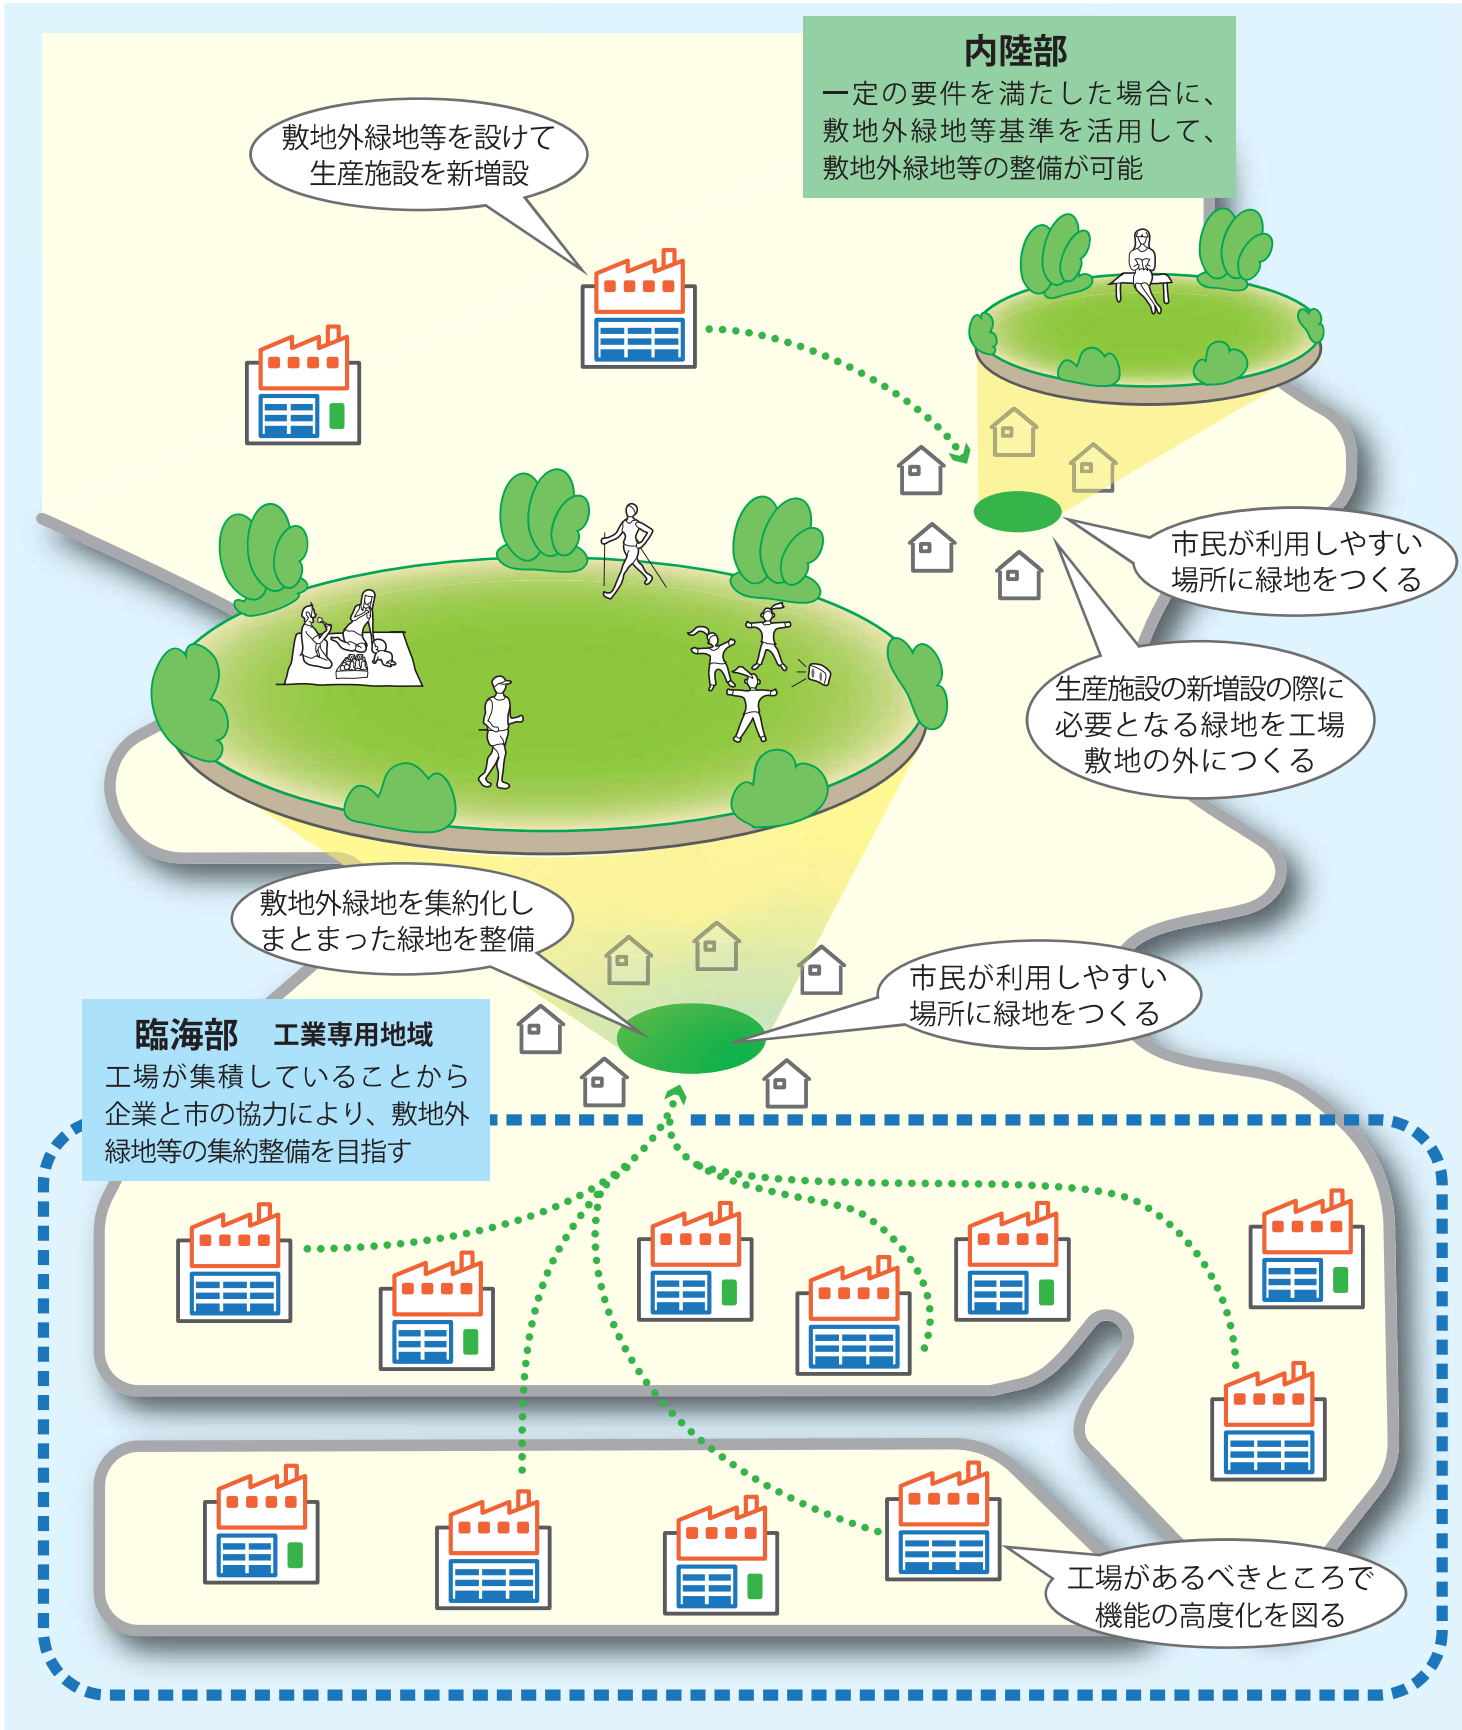 内陸部
一定の要件を満たした場合に、
敷地外緑地等基準を活用して、
敷地外緑地等の整備が可能
敷地外緑地等を設けて
生産施設を新増設
市民が利用しやすい
場所に緑地をつくる
生産施設の新増設の際に
必要となる緑地を工場
敷地の外につくる
敷地外緑地を集約化し
まとまった緑地を整備
市民が利用しやすい
場所に緑地をつくる
臨海部 工業専用地域
工場が集積していることから
企業と市の協力により、敷地外
緑地等の集約整備を目指す
工場があるべきところで
機能の高度化を図る